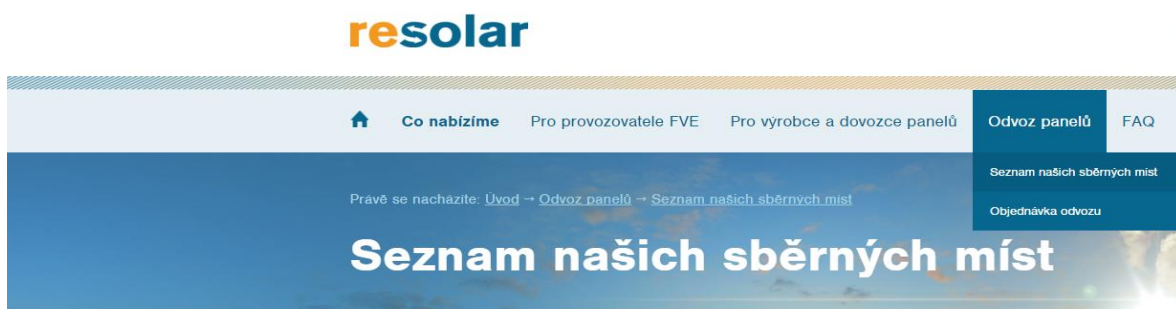 resolar
Co nabízíme Pro provozovatele FVE Pro výrobce a dovozce panelů Odvoz panelů FAQ
Seznam našich sběrných míst
Objednávka odvozu
Právě se nacházíte: Úvod → Odvoz panelů → Seznam našich sběrných míst
Seznam našich sběrných míst